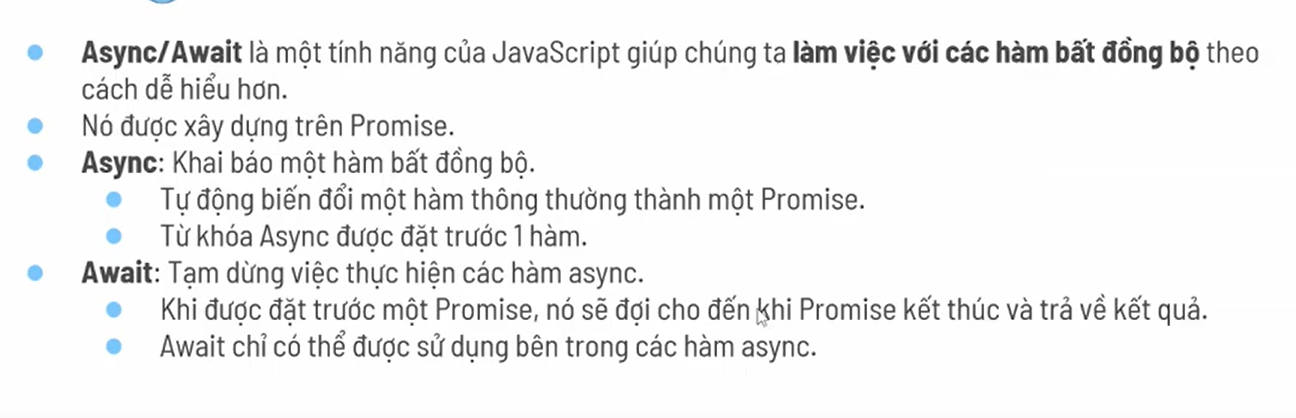 Async/Await là một tính năng của JavaScript giúp chúng ta làm việc với các hàm bất đồng bộ theo
cách dễ hiểu hơn.
Nó được xây dựng trên Promise.
Async: Khai báo một hàm bất đồng bộ.
Tự động biến đổi một hàm thông thường thành một Promise.
Từ khóa Async được đặt trước 1 hàm.
Await: Tạm dừng việc thực hiện các hàm async.
Khi được đặt trước một Promise, nó sẽ đợi cho đến khi Promise kết thúc và trả về kết quả.
Await chỉ có thể được sử dụng bên trong các hàm async.